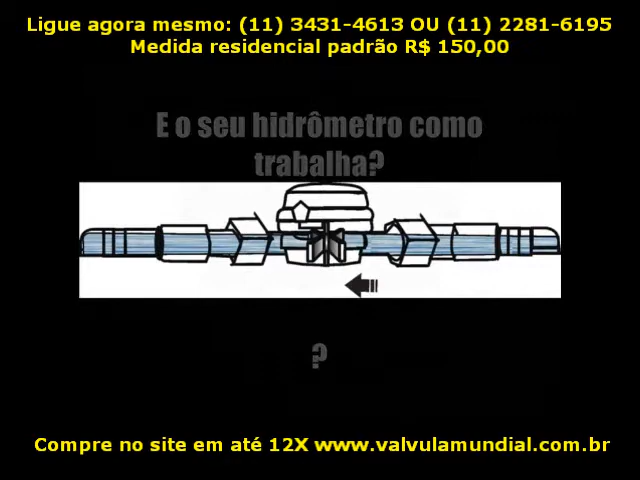 Ligue agora mesmo: (11) 3431-4613 OU (11) 2281-6195
Medida residencial padrão R$ 150,00
E o seu hidrômetro como
trabalha?
?
Compre no site em até 12X www.valvulamundial.com.br